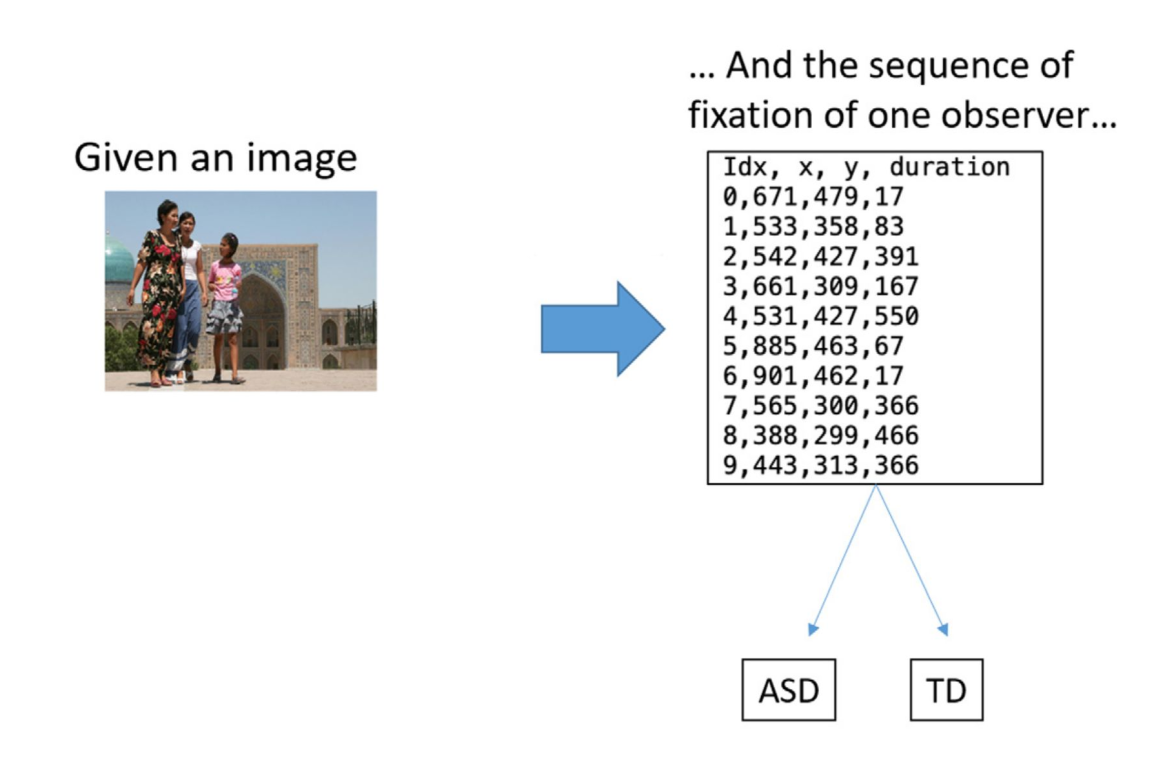 Given an image
… And the sequence of
fixation of one observer…
Idx, x, y, duration
0,671,479,17
1,533,358,83
2,542,427,391
3,661,309,167
4,531,427,550
5,885,463,67
6,901,462,17
7,565,300,366
8,388,299,466
9,443,313,366
ASD
TD